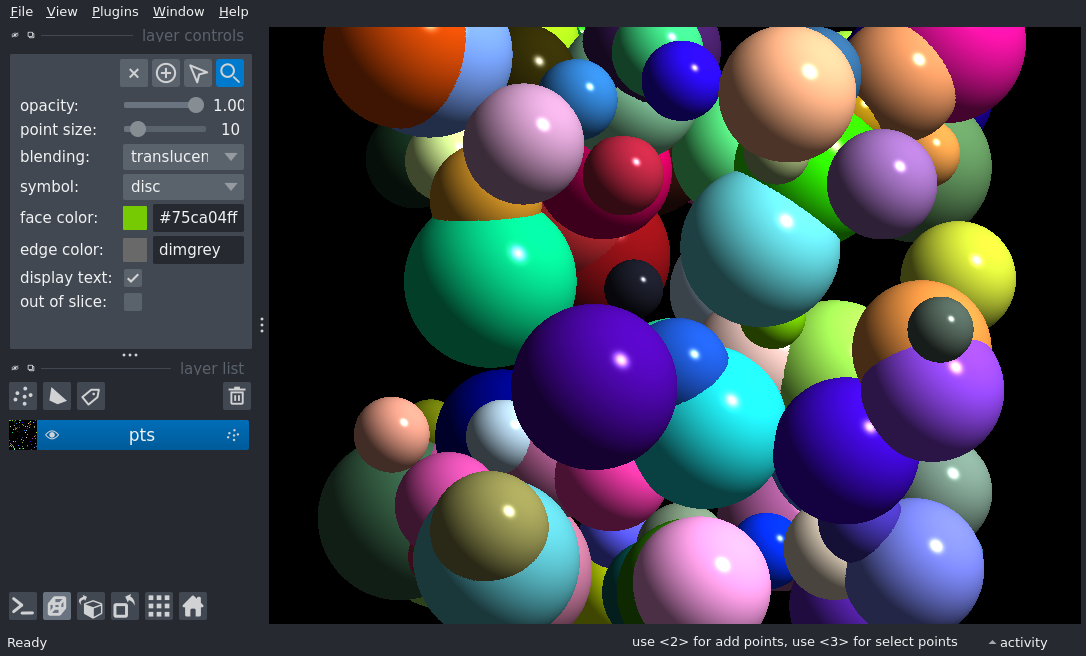 File View Plugins Window Help
layer controls
opacity: 1.00
point size: 10
blending: translucen
symbol: disc
face color: #75ca04ff
edge color: dimgrey
display text:
out of slice:
layer list
pts
Ready
use <2> for add points, use <3> for select points
activity